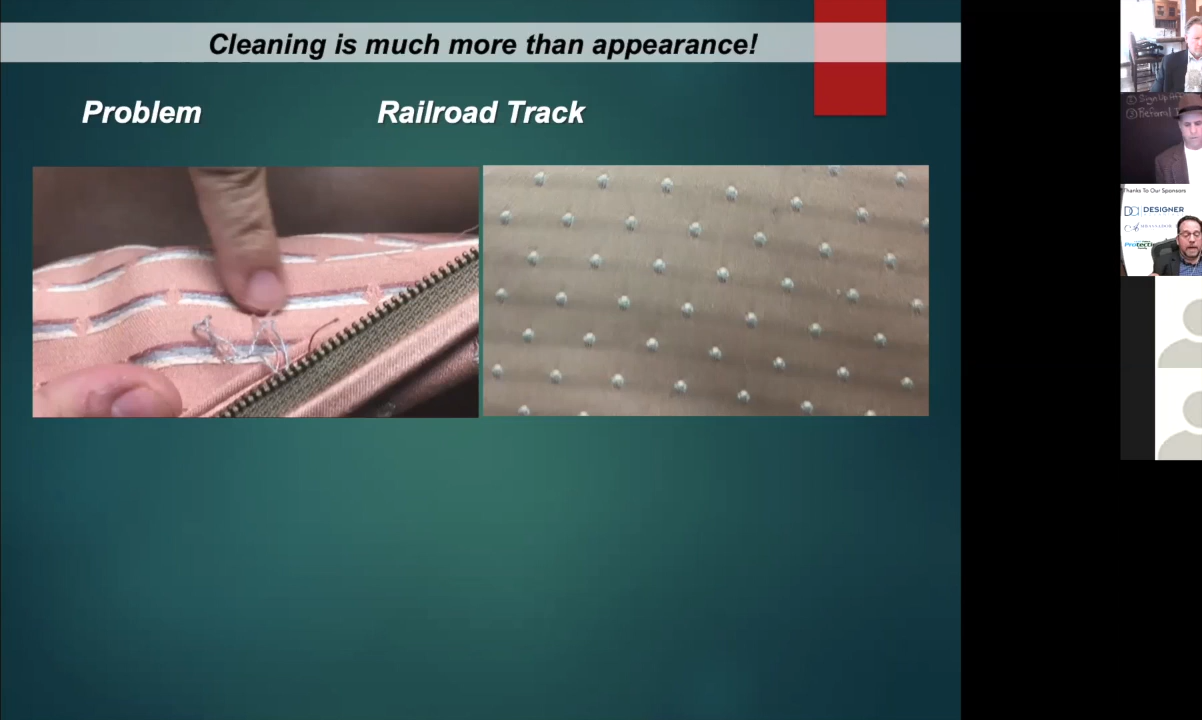 Cleaning is much more than appearance!
Problem
Railroad Track
Thanks To Our Sponsors
DESIGNER